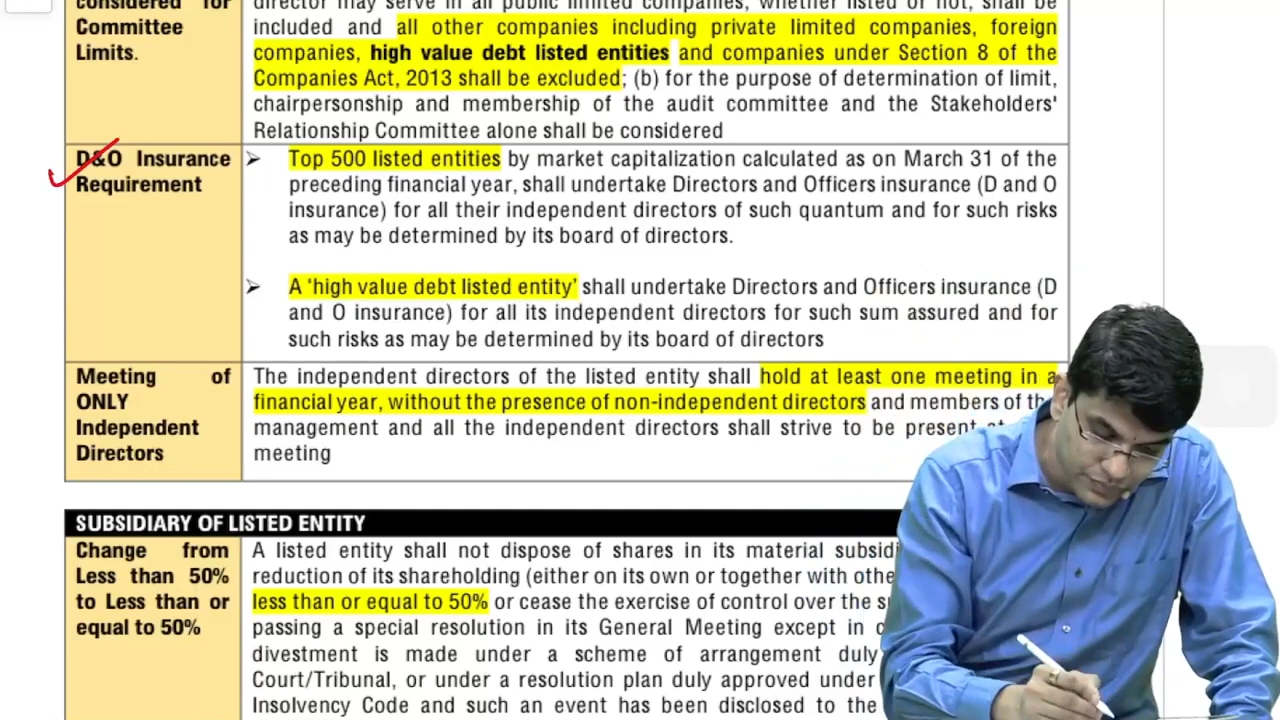 considered for
Committee
Limits.
director may serve in all public limited companies, whether listed or not, shall be
included and all other companies including private limited companies, foreign
companies, high value debt listed entities and companies under Section 8 of the
Companies Act, 2013 shall be excluded; (b) for the purpose of determination of limit,
chairpersonship and membership of the audit committee and the Stakeholders'
Relationship Committee alone shall be considered
D&O Insurance
Requirement
➢ Top 500 listed entities by market capitalization calculated as on March 31 of the
preceding financial year, shall undertake Directors and Officers insurance (D and O
insurance) for all their independent directors of such quantum and for such risks
as may be determined by its board of directors.
➢ A ‘high value debt listed entity’ shall undertake Directors and Officers insurance (D
and O insurance) for all its independent directors for such sum assured and for
such risks as may be determined by its board of directors
Meeting of
ONLY
Independent
Directors
The independent directors of the listed entity shall hold at least one meeting in a
financial year, without the presence of non-independent directors and members of
management and all the independent directors shall strive to be present
meeting
SUBSIDIARY OF LISTED ENTITY
Change from
Less than 50%
to Less than or
equal to 50%
A listed entity shall not dispose of shares in its material
reduction of its shareholding (either on its own or together with
less than or equal to 50% or cease the exercise of control over the
passing a special resolution in its General Meeting except in
divestment is made under a scheme of arrangement duly
Court/Tribunal, or under a resolution plan duly approved under
Insolvency Code and such an event has been disclosed to the